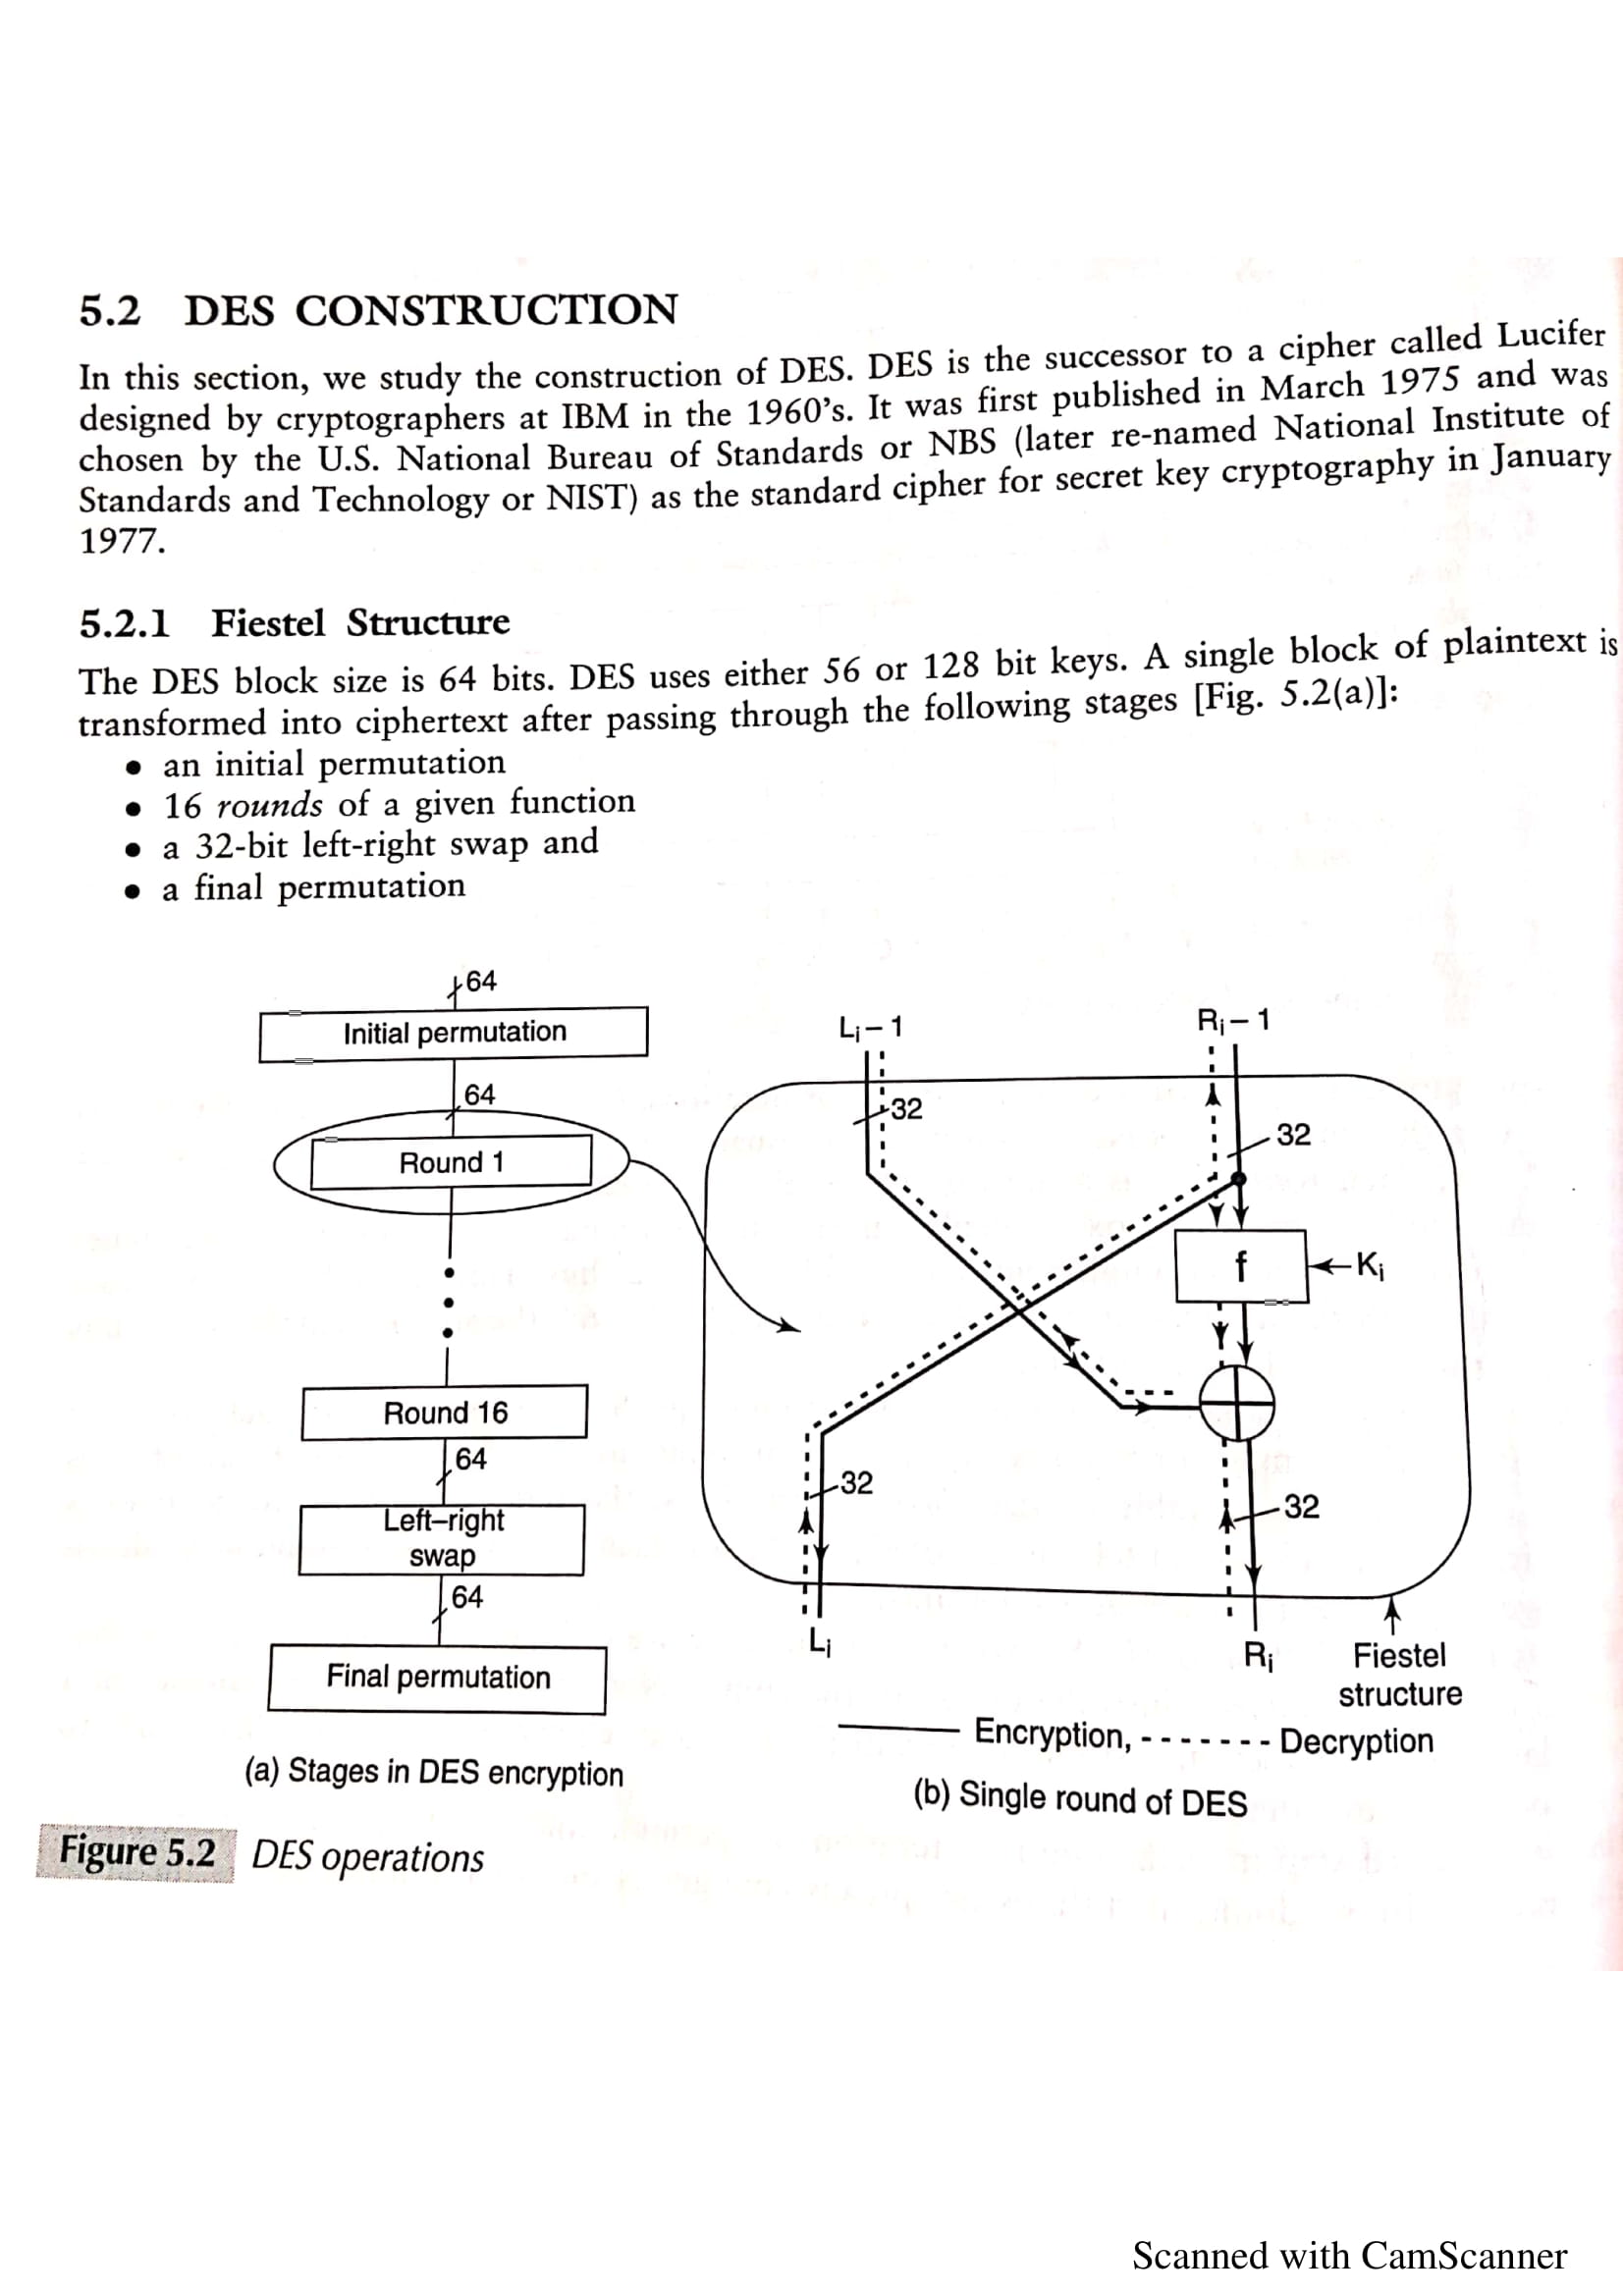 5.2 DES CONSTRUCTION
In this section, we study the construction of DES. DES is the successor to a cipher called Lucifer
designed by cryptographers at IBM in the 1960's. It was first published in March 1975 and was
chosen by the U.S. National Bureau of Standards or NBS (later re-named National Institute of
Standards and Technology or NIST) as the standard cipher for secret key cryptography in January
1977.
5.2.1 Fiestel Structure
The DES block size is 64 bits. DES uses either 56 or 128 bit keys. A single block of plaintext is
transformed into ciphertext after passing through the following stages [Fig. 5.2(a)]:
• an initial permutation
• 16 rounds of a given function
• a 32-bit left-right swap and
• a final permutation
64
Initial permutation
64
Round 1
Round 16
64
Left–right
swap
64
Final permutation
(a) Stages in DES encryption
Li – 1
Ri – 1
32
32
f
Ki
32
32
Li
Ri
Fiestel
structure
Encryption, ------- Decryption
(b) Single round of DES
Figure 5.2 DES operations
Scanned with CamScanner